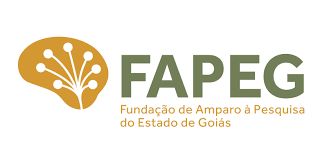 FAPEG
Fundação de Amparo à Pesquisa
do Estado de Goiás